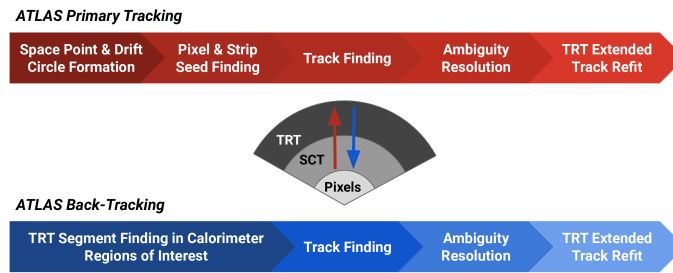 ATLAS Primary Tracking
Space Point & Drift
Circle Formation
Pixel & Strip
Seed Finding
Track Finding
Ambiguity
Resolution
TRT Extended
Track Refit
TRT
SCT
Pixels
ATLAS Back-Tracking
TRT Segment Finding in Calorimeter
Regions of Interest
Track Finding
Ambiguity
Resolution
TRT Extended
Track Refit